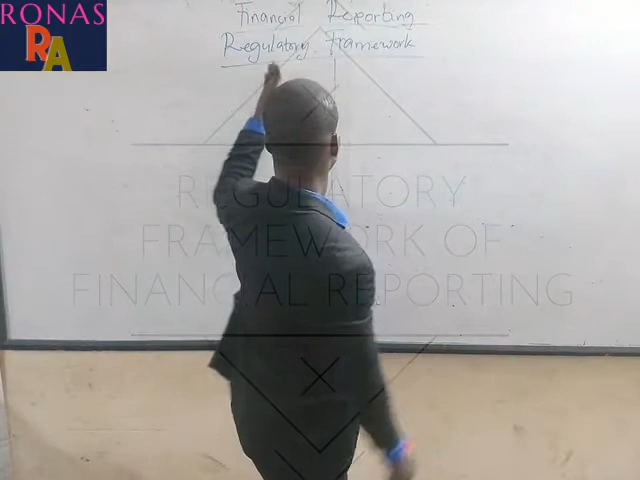 RONAS
RA
Financial Reporting
Regulatory Framework
REGULATORY
FRAMEWORK OF
FINANCIAL REPORTING